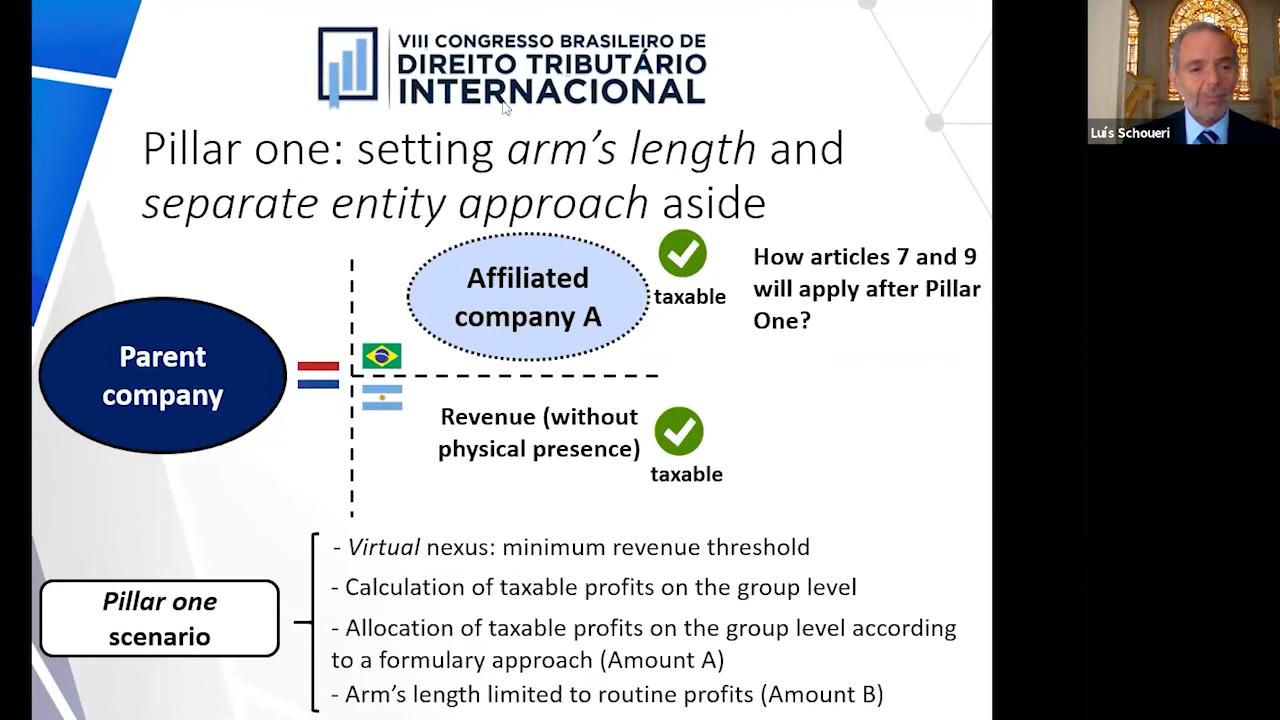 VIII CONGRESSO BRASILEIRO DE
DIREITO TRIBUTÁRIO
INTERNACIONAL
Luís Schoueri
Pillar one: setting arm’s length and
separate entity approach aside
Affiliated
company A
taxable
How articles 7 and 9
will apply after Pillar
One?
Parent
company
Revenue (without
physical presence)
taxable
Pillar one
scenario
- Virtual nexus: minimum revenue threshold
- Calculation of taxable profits on the group level
- Allocation of taxable profits on the group level according
to a formulary approach (Amount A)
- Arm’s length limited to routine profits (Amount B)